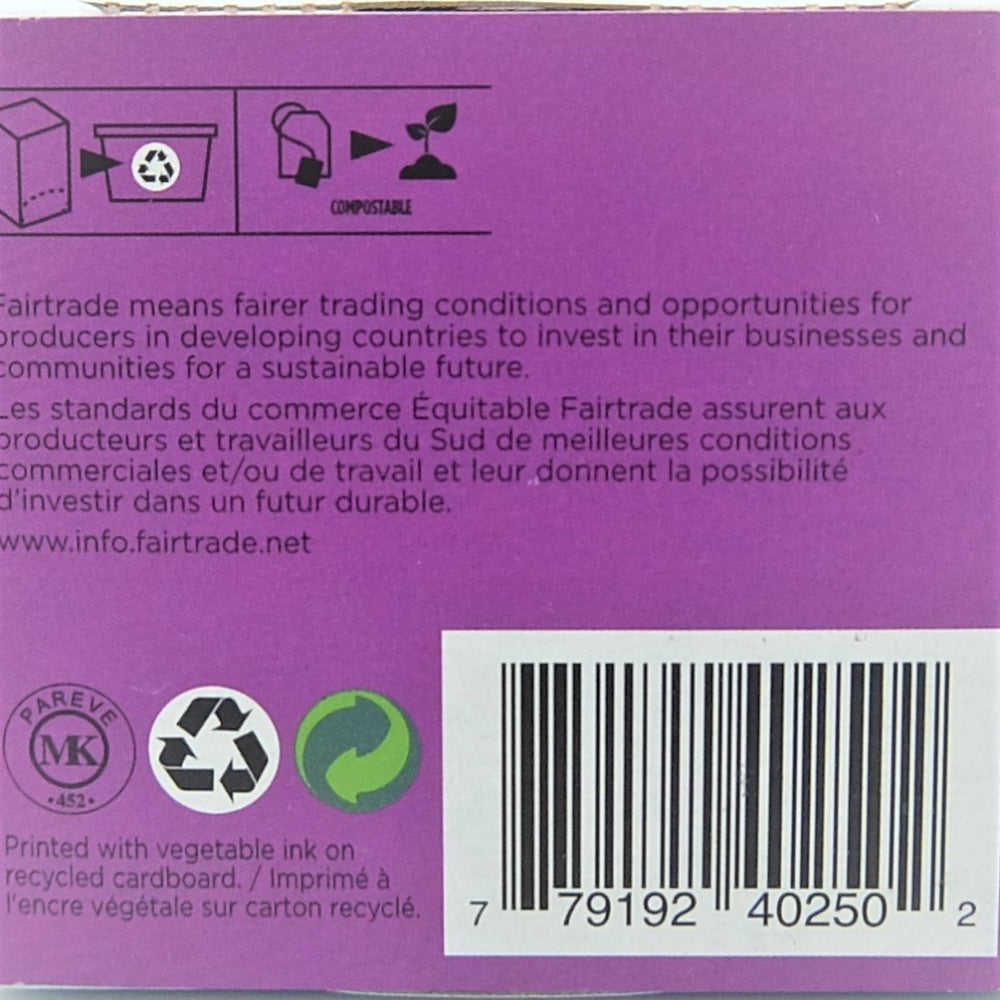 COMPOSTABLE
Fairtrade means fairer trading conditions and opportunities for
producers in developing countries to invest in their businesses and
communities for a sustainable future.
Les standards du commerce Équitable Fairtrade assurent aux
producteurs et travailleurs du Sud de meilleures conditions
commerciales et/ou de travail et leur donnent la possibilité
d'investir dans un futur durable.
www.info.fairtrade.net
PAREVE
MK
•452•
Printed with vegetable ink on
recycled cardboard. / Imprimé à
l'encre végétale sur carton recyclé.
7 79192 40250 2